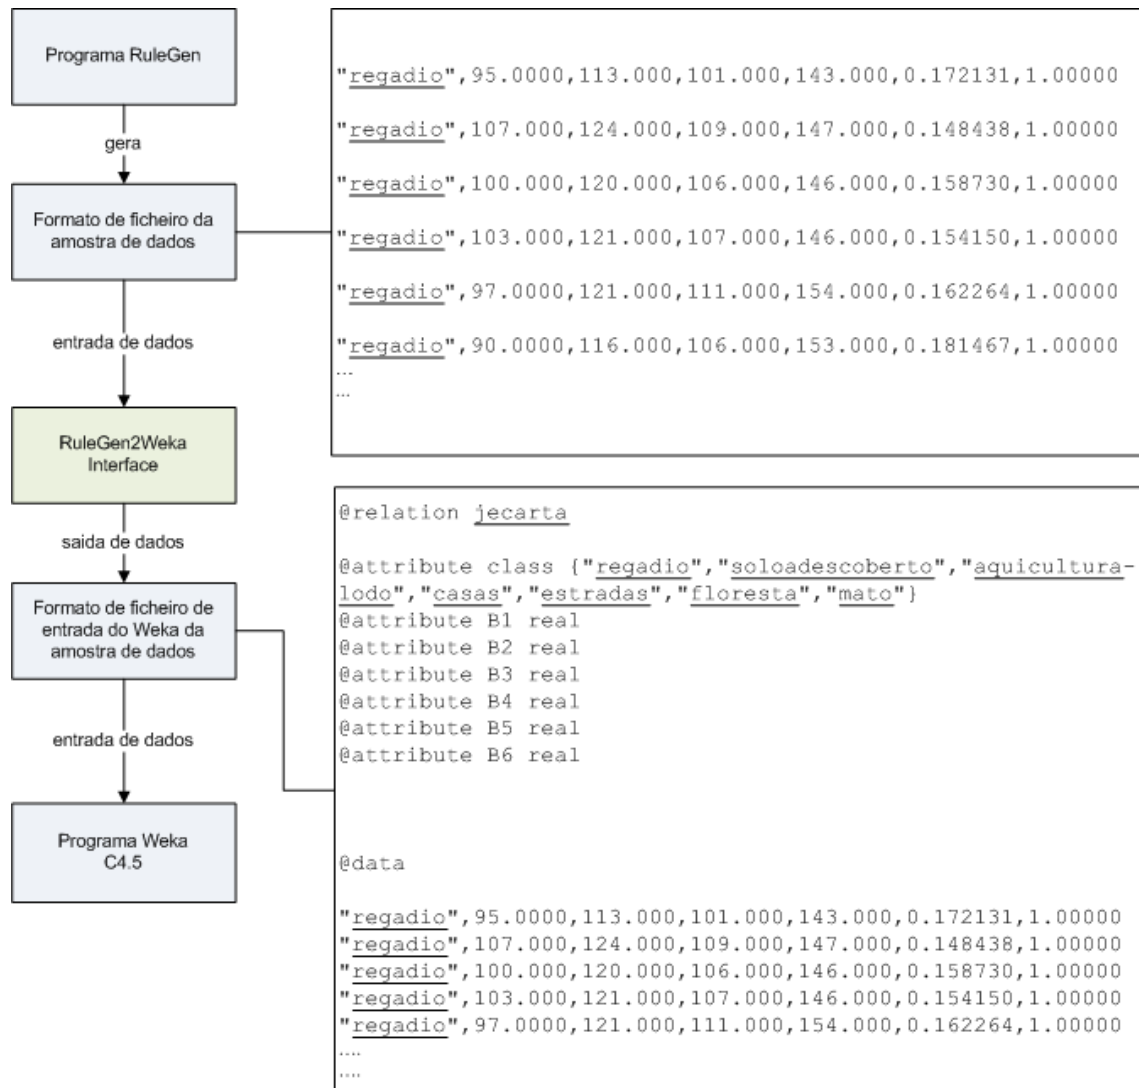 Programa RuleGen
gera
Formato de ficheiro da
amostra de dados
entrada de dados
RuleGen2Weka
Interface
saida de dados
Formato de ficheiro de
entrada do Weka da
amostra de dados
entrada de dados
Programa Weka
C4.5
"regadio",95.0000,113.000,101.000,143.000,0.172131,1.00000
"regadio",107.000,124.000,109.000,147.000,0.148438,1.00000
"regadio",100.000,120.000,106.000,146.000,0.158730,1.00000
"regadio",103.000,121.000,107.000,146.000,0.154150,1.00000
"regadio",97.0000,121.000,111.000,154.000,0.162264,1.00000
"regadio",90.0000,116.000,106.000,153.000,0.181467,1.00000
...
...
@relation jecarta
@attribute class {"regadio","soloadescoberto","aquicultura-
lodo","casas","estradas","floresta","mato"}
@attribute B1 real
@attribute B2 real
@attribute B3 real
@attribute B4 real
@attribute B5 real
@attribute B6 real
@data
"regadio",95.0000,113.000,101.000,143.000,0.172131,1.00000
"regadio",107.000,124.000,109.000,147.000,0.148438,1.00000
"regadio",100.000,120.000,106.000,146.000,0.158730,1.00000
"regadio",103.000,121.000,107.000,146.000,0.154150,1.00000
"regadio",97.0000,121.000,111.000,154.000,0.162264,1.00000
....
....